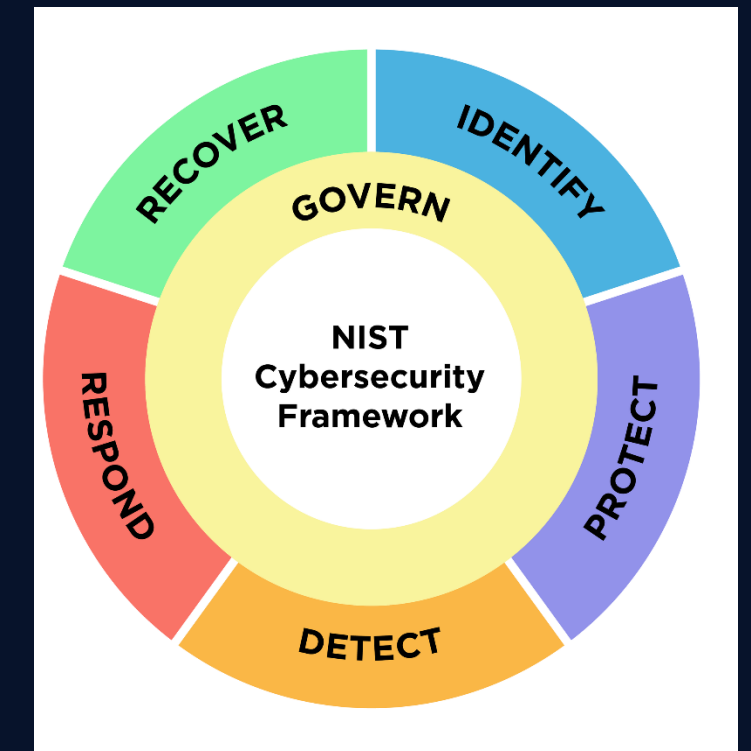 RECOVER
IDENTIFY
GOVERN
NIST
Cybersecurity
Framework
RESPOND
PROTECT
DETECT